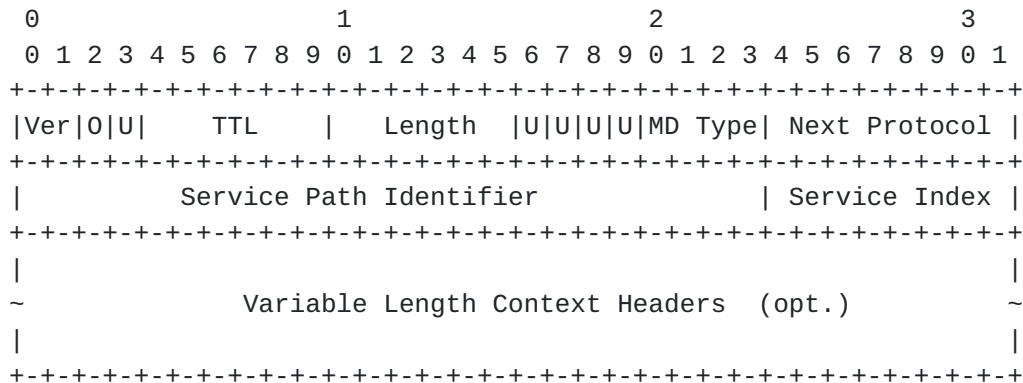 0                   1                   2                   3
 0 1 2 3 4 5 6 7 8 9 0 1 2 3 4 5 6 7 8 9 0 1 2 3 4 5 6 7 8 9 0 1
+-+-+-+-+-+-+-+-+-+-+-+-+-+-+-+-+-+-+-+-+-+-+-+-+-+-+-+-+-+-+-+-+
|Ver|O|U|    TTL    |   Length  |U|U|U|U|MD Type| Next Protocol |
+-+-+-+-+-+-+-+-+-+-+-+-+-+-+-+-+-+-+-+-+-+-+-+-+-+-+-+-+-+-+-+-+
|          Service Path Identifier              | Service Index |
+-+-+-+-+-+-+-+-+-+-+-+-+-+-+-+-+-+-+-+-+-+-+-+-+-+-+-+-+-+-+-+-+
|                                                               |
~              Variable Length Context Headers  (opt.)          ~
|                                                               |
+-+-+-+-+-+-+-+-+-+-+-+-+-+-+-+-+-+-+-+-+-+-+-+-+-+-+-+-+-+-+-+-+